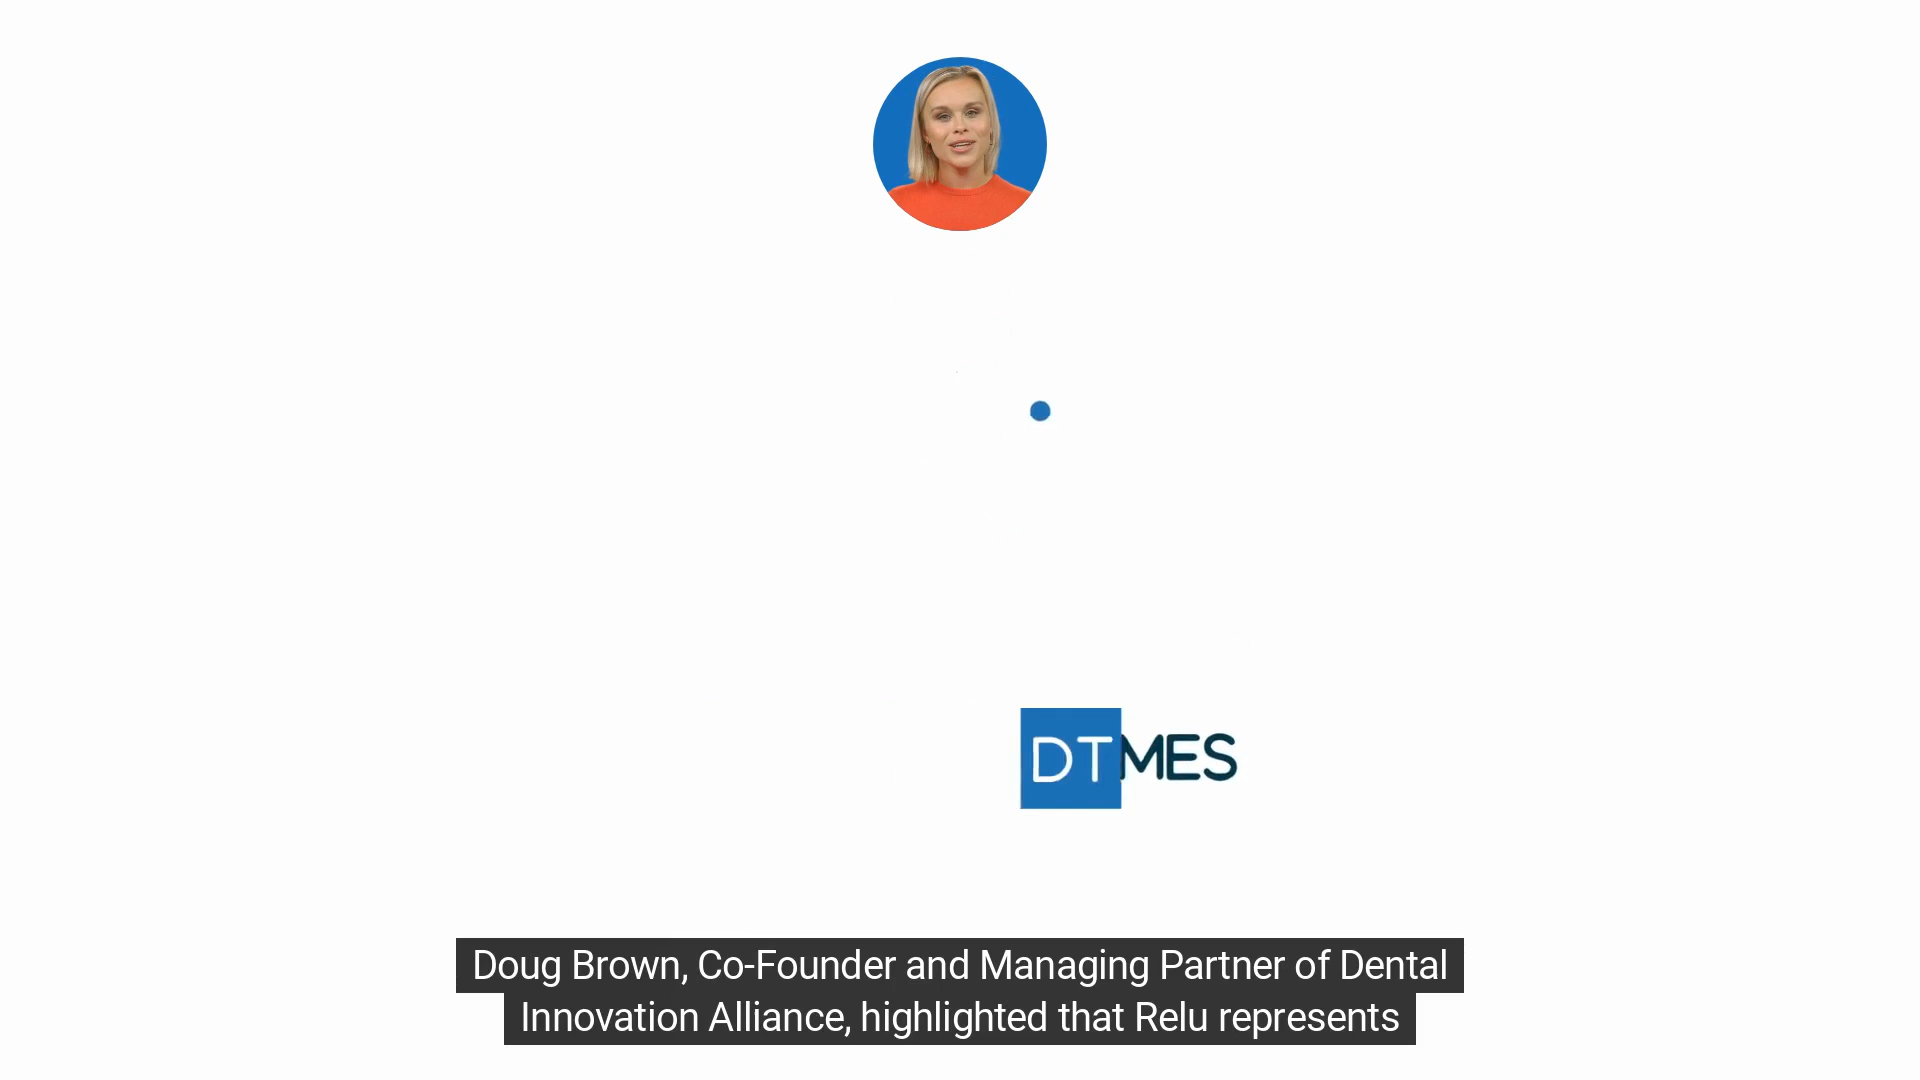 DTMES
Doug Brown, Co-Founder and Managing Partner of Dental
Innovation Alliance, highlighted that Relu represents